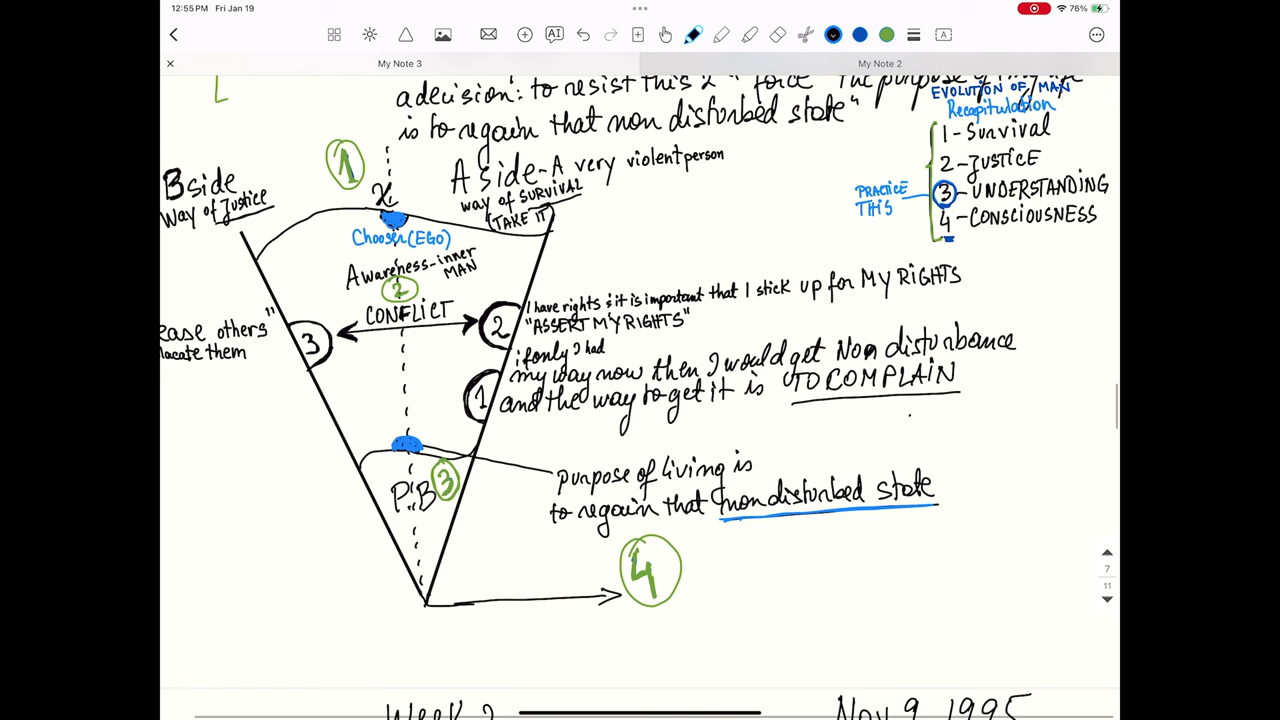 12:55 PM Fri Jan 19
76%
AI
A
My Note 3
My Note 2
a decision: to resist this
force
is to regain that non disturbed state"
EVOLUTION OF MAN
Recapitulation
1 - Survival
2 - JUSTICE
3 - UNDERSTANDING
4 - CONSCIOUSNESS
PRACTICE
THIS
1
B side
Way of Justice
A side - A very violent person
way of SURVIVAL
(TAKE IT)
Chooser (EGO)
Awareness - inner
MAN
2
CONFLICT
3
2
I have rights & it is important that I stick up for MY RIGHTS
"ASSERT MY RIGHTS"
ease others"
lacate them
1
if only I had
my way now then I would get Non disturbance
and the way to get it is TO COMPLAIN
P.B
3
purpose of living is
to regain that non disturbed state
4
7
11
Week 2
Nov 9, 1995